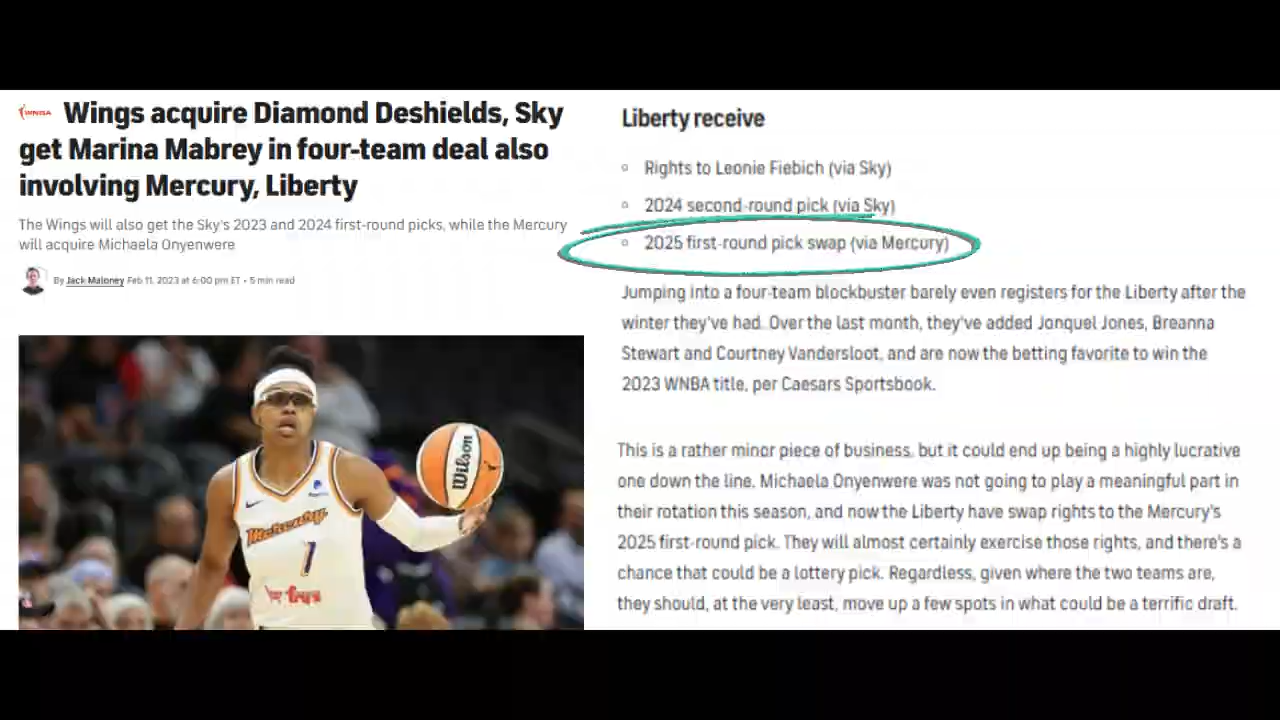 WNBA Wings acquire Diamond Deshields, Sky
get Marina Mabrey in four-team deal also
involving Mercury, Liberty
The Wings will also get the Sky's 2023 and 2024 first-round picks, while the Mercury
will acquire Michaela Onyenwere
By Jack Maloney Feb 11, 2023 at 6:00 pm ET • 5 min read
Wilson
Mercury
1
PayPal
fry's
Liberty receive
Rights to Leonie Fiebich (via Sky)
2024 second-round pick (via Sky)
2025 first-round pick swap (via Mercury)
Jumping into a four-team blockbuster barely even registers for the Liberty after the
winter they've had. Over the last month, they've added Jonquel Jones, Breanna
Stewart and Courtney Vandersloot, and are now the betting favorite to win the
2023 WNBA title, per Caesars Sportsbook.
This is a rather minor piece of business, but it could end up being a highly lucrative
one down the line. Michaela Onyenwere was not going to play a meaningful part in
their rotation this season, and now the Liberty have swap rights to the Mercury's
2025 first-round pick. They will almost certainly exercise those rights, and there's a
chance that could be a lottery pick. Regardless, given where the two teams are,
they should, at the very least, move up a few spots in what could be a terrific draft.